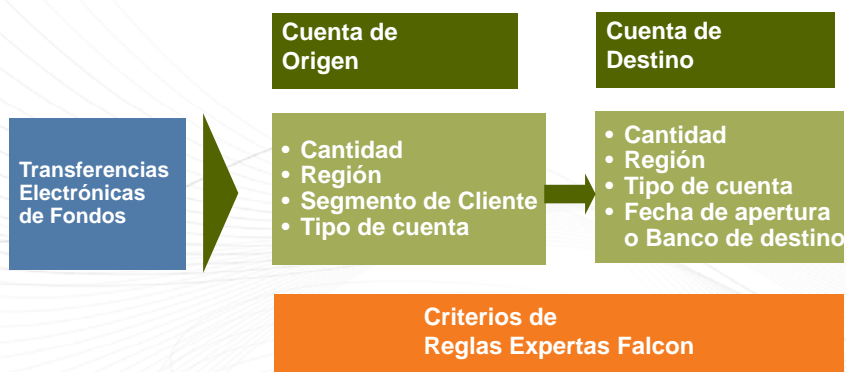 Cuenta de
Origen
Cuenta de
Destino
Transferencias
Electrónicas
de Fondos
• Cantidad
• Región
• Segmento de Cliente
• Tipo de cuenta
• Cantidad
• Región
• Tipo de cuenta
• Fecha de apertura
o Banco de destino
Criterios de
Reglas Expertas Falcon